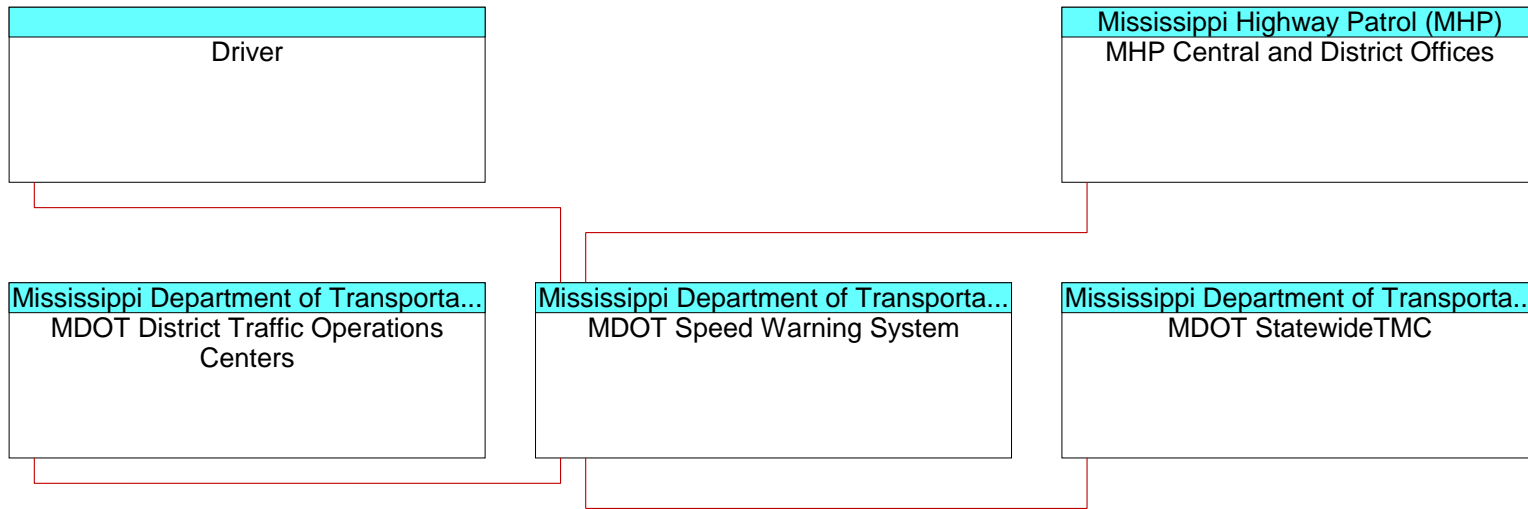 Driver
Mississippi Highway Patrol (MHP)
MHP Central and District Offices
Mississippi Department of Transporta...
MDOT District Traffic Operations
Centers
Mississippi Department of Transporta...
MDOT Speed Warning System
Mississippi Department of Transporta...
MDOT StatewideTMC